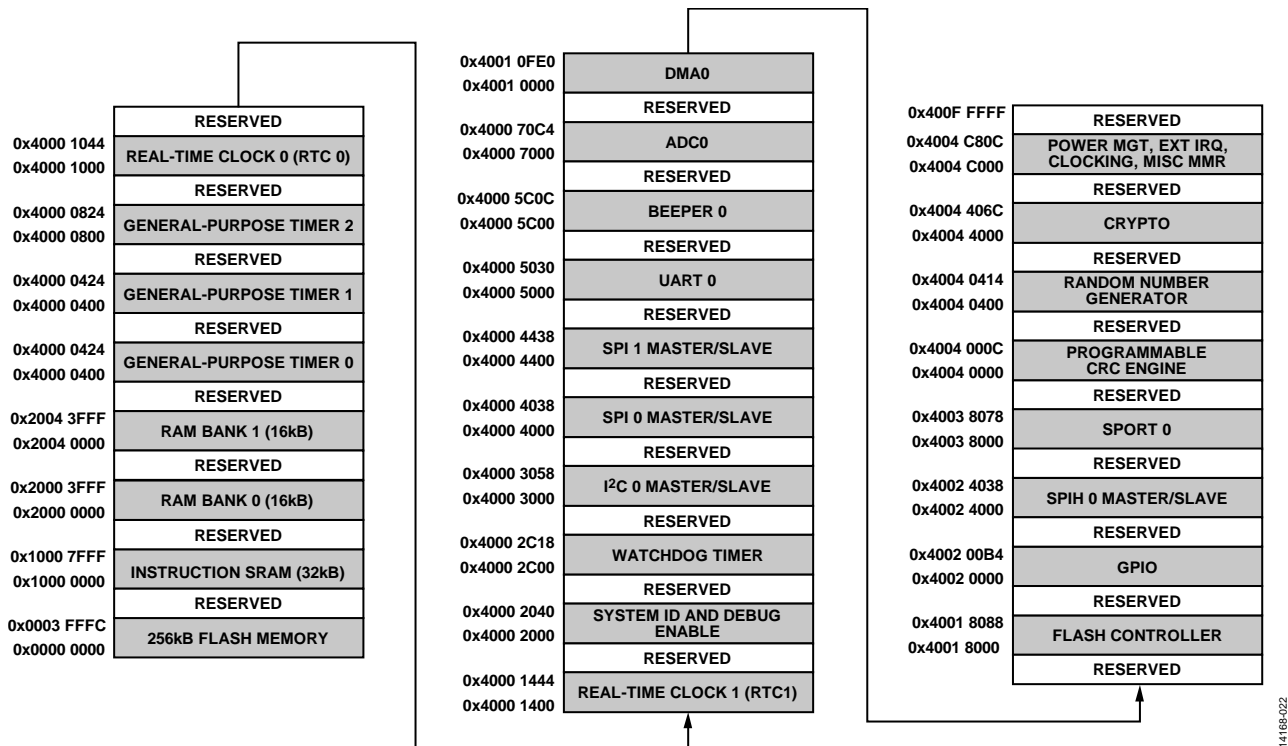 RESERVED
0x4000 1044
0x4000 1000
REAL-TIME CLOCK 0 (RTC 0)
RESERVED
0x4000 0824
0x4000 0800
GENERAL-PURPOSE TIMER 2
RESERVED
0x4000 0424
0x4000 0400
GENERAL-PURPOSE TIMER 1
RESERVED
0x4000 0424
0x4000 0400
GENERAL-PURPOSE TIMER 0
RESERVED
0x2004 3FFF
0x2004 0000
RAM BANK 1 (16kB)
RESERVED
0x2000 3FFF
0x2000 0000
RAM BANK 0 (16kB)
RESERVED
0x1000 7FFF
0x1000 0000
INSTRUCTION SRAM (32kB)
RESERVED
0x0003 FFFC
0x0000 0000
256kB FLASH MEMORY
0x4001 0FE0
0x4001 0000
DMA0
RESERVED
0x4000 70C4
0x4000 7000
ADC0
RESERVED
0x4000 5C0C
0x4000 5C00
BEEPER 0
RESERVED
0x4000 5030
0x4000 5000
UART 0
RESERVED
0x4000 4438
0x4000 4400
SPI 1 MASTER/SLAVE
RESERVED
0x4000 4038
0x4000 4000
SPI 0 MASTER/SLAVE
RESERVED
0x4000 3058
0x4000 3000
I2C 0 MASTER/SLAVE
RESERVED
0x4000 2C18
0x4000 2C00
WATCHDOG TIMER
RESERVED
0x4000 2040
0x4000 2000
SYSTEM ID AND DEBUG
ENABLE
RESERVED
0x4000 1444
0x4000 1400
REAL-TIME CLOCK 1 (RTC1)
0x400F FFFF
RESERVED
0x4004 C80C
0x4004 C000
POWER MGT, EXT IRQ,
CLOCKING, MISC MMR
RESERVED
0x4004 406C
0x4004 4000
CRYPTO
RESERVED
0x4004 0414
0x4004 0400
RANDOM NUMBER
GENERATOR
RESERVED
0x4004 000C
0x4004 0000
PROGRAMMABLE
CRC ENGINE
RESERVED
0x4003 8078
0x4003 8000
SPORT 0
RESERVED
0x4002 4038
0x4002 4000
SPIH 0 MASTER/SLAVE
RESERVED
0x4002 00B4
0x4002 0000
GPIO
RESERVED
0x4001 8088
0x4001 8000
FLASH CONTROLLER
RESERVED
14168-022